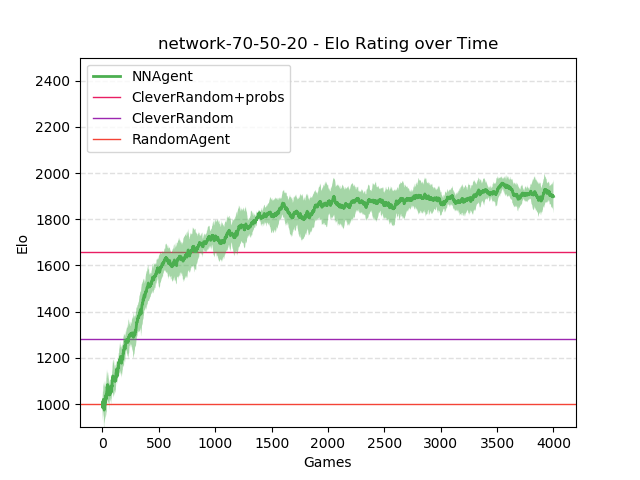 network-70-50-20 - Elo Rating over Time
NNAgent
CleverRandom+probs
CleverRandom
RandomAgent
2400
2200
2000
1800
1600
1400
1200
1000
Elo
0 500 1000 1500 2000 2500 3000 3500 4000
Games